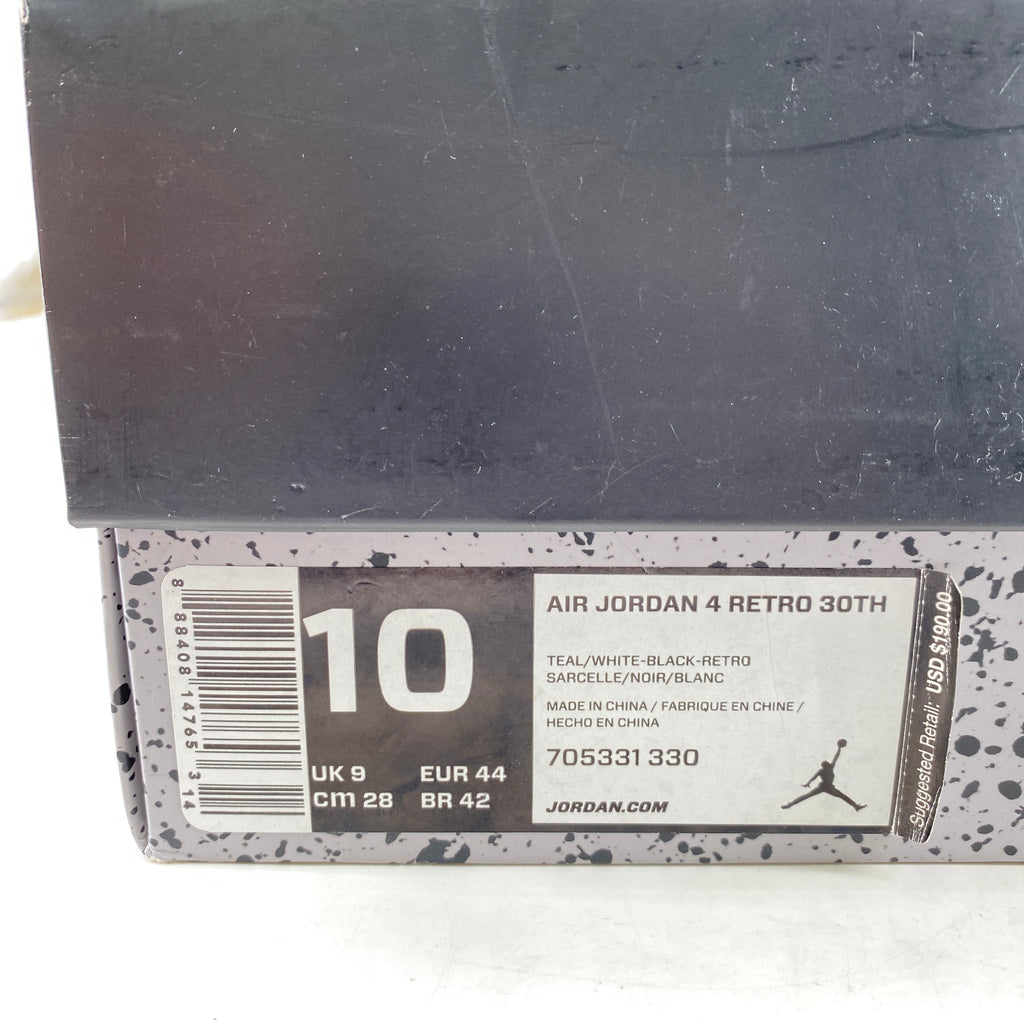 8 88408 14765 3 14
10
UK 9 EUR 44
cm 28 BR 42
AIR JORDAN 4 RETRO 30TH
TEAL/WHITE-BLACK-RETRO
SARCELLE/NOIR/BLANC
MADE IN CHINA / FABRIQUE EN CHINE /
HECHO EN CHINA
705331 330
JORDAN.COM
Suggested Retail: USD $190.00